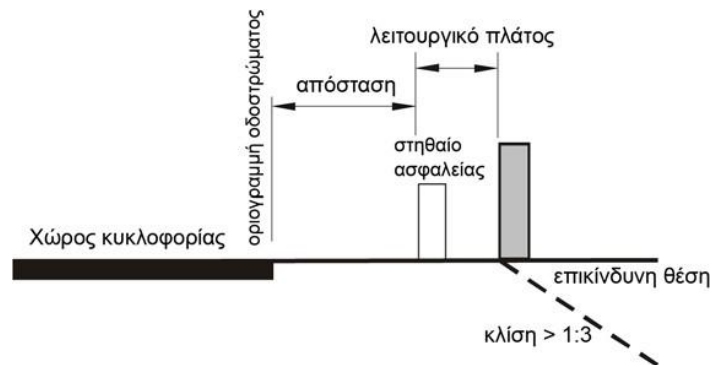 λειτουργικό πλάτος
απόσταση
οριογραμμή οδοστρώματος
στηθαίο
ασφαλείας
Χώρος κυκλοφορίας
επικίνδυνη θέση
κλίση > 1:3